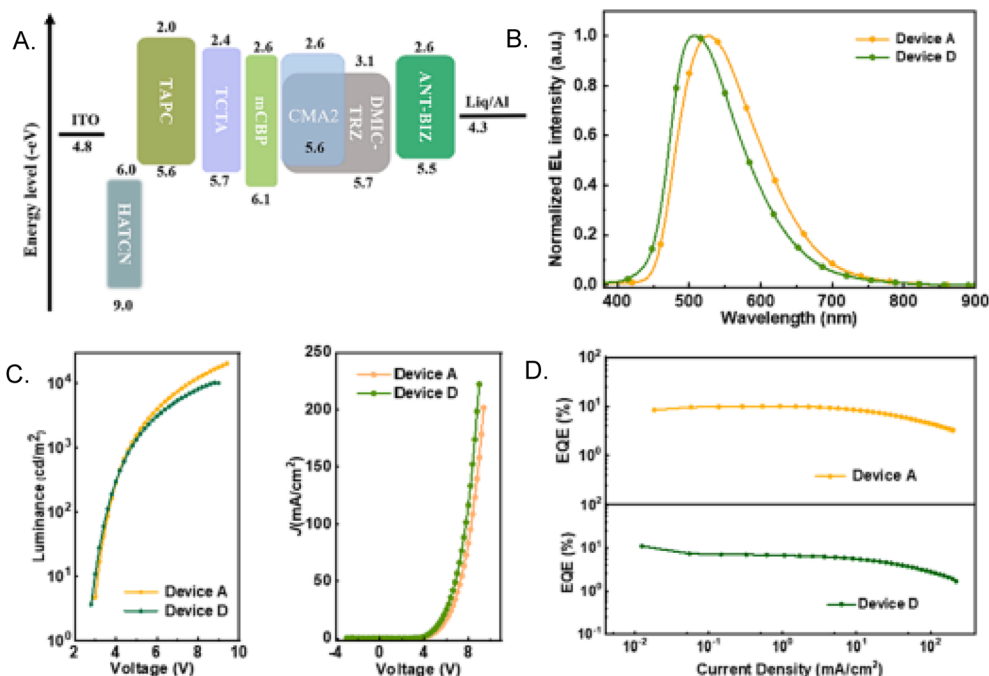 A.
Energy level (-eV)
ITO
4.8
6.0
HATCN
9.0
2.0
TAPC
5.6
2.4
TCTA
5.7
2.6
mCBP
6.1
2.6
CMA2
5.6
3.1
DMIC-
TRZ
5.7
2.6
ANT-BIZ
5.5
Liq/Al
4.3
B.
Normalized EL intensity (a.u.)
1.0
0.8
0.6
0.4
0.2
0.0
400 500 600 700 800 900
Wavelength (nm)
Device A
Device D
C.
Luminance (cd/m²)
10⁴
10³
10²
10¹
10⁰
2 4 6 8 10
Voltage (V)
Device A
Device D
J(mA/cm²)
250
200
150
100
50
0
-4 0 4 8 12
Voltage (V)
Device A
Device D
D.
EQE (%)
10²
10¹
10⁰
Device A
EQE (%)
10²
10¹
10⁰
10⁻¹
Device D
10⁻² 10⁻¹ 10⁰ 10¹ 10²
Current Density (mA/cm²)